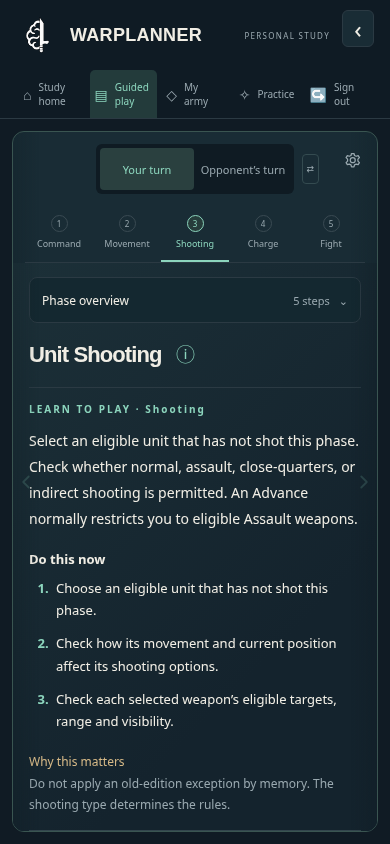 WARPLANNER
PERSONAL STUDY
Study home
Guided play
My army
Practice
Sign out
Your turn
Opponent's turn
1
2
3
4
5
Command
Movement
Shooting
Charge
Fight
Phase overview
5 steps
Unit Shooting
LEARN TO PLAY · Shooting
Select an eligible unit that has not shot this phase.
Check whether normal, assault, close-quarters, or
indirect shooting is permitted. An Advance
normally restricts you to eligible Assault weapons.
Do this now
1. Choose an eligible unit that has not shot this
phase.
2. Check how its movement and current position
affect its shooting options.
3. Check each selected weapon's eligible targets,
range and visibility.
Why this matters
Do not apply an old-edition exception by memory. The
shooting type determines the rules.